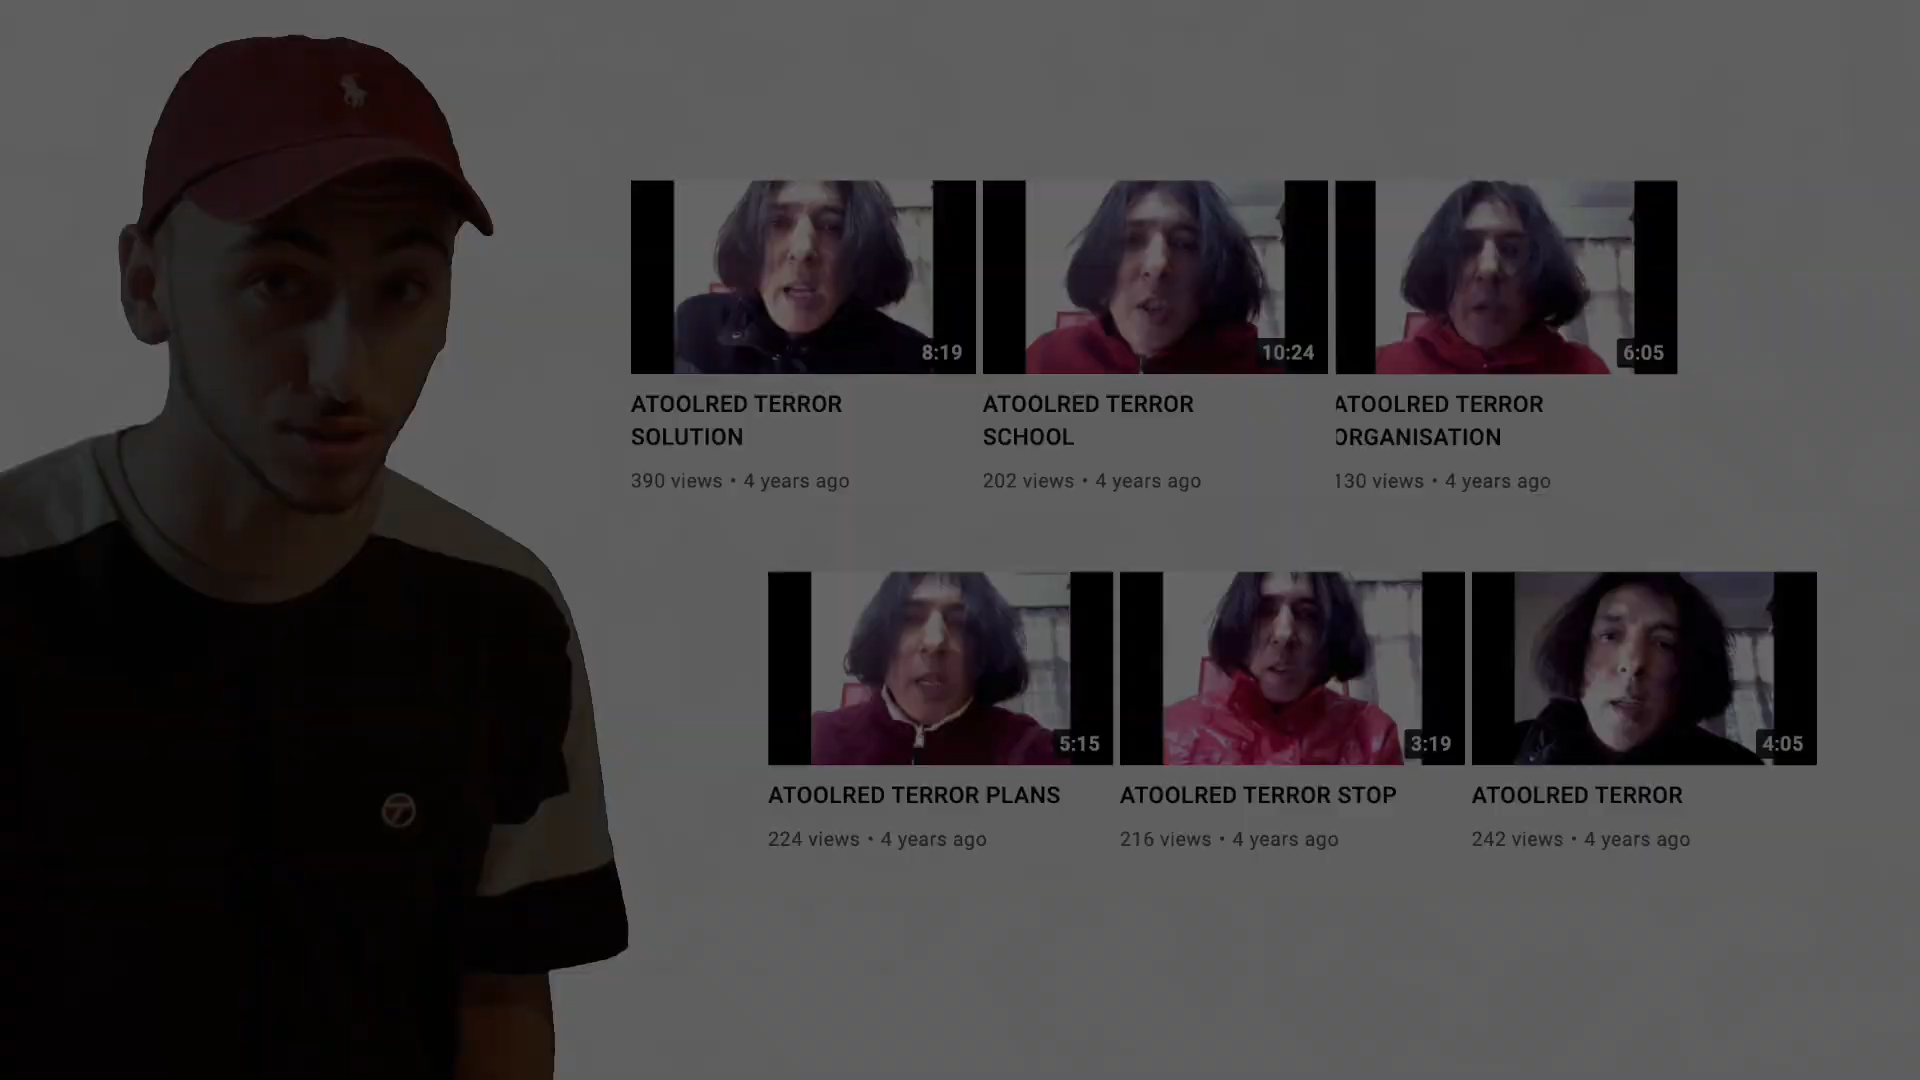 8:19
10:24
6:05
ATOOLRED TERROR
SOLUTION
390 views • 4 years ago
ATOOLRED TERROR
SCHOOL
202 views • 4 years ago
ATOOLRED TERROR
ORGANISATION
130 views • 4 years ago
5:15
3:19
4:05
ATOOLRED TERROR PLANS
224 views • 4 years ago
ATOOLRED TERROR STOP
216 views • 4 years ago
ATOOLRED TERROR
242 views • 4 years ago